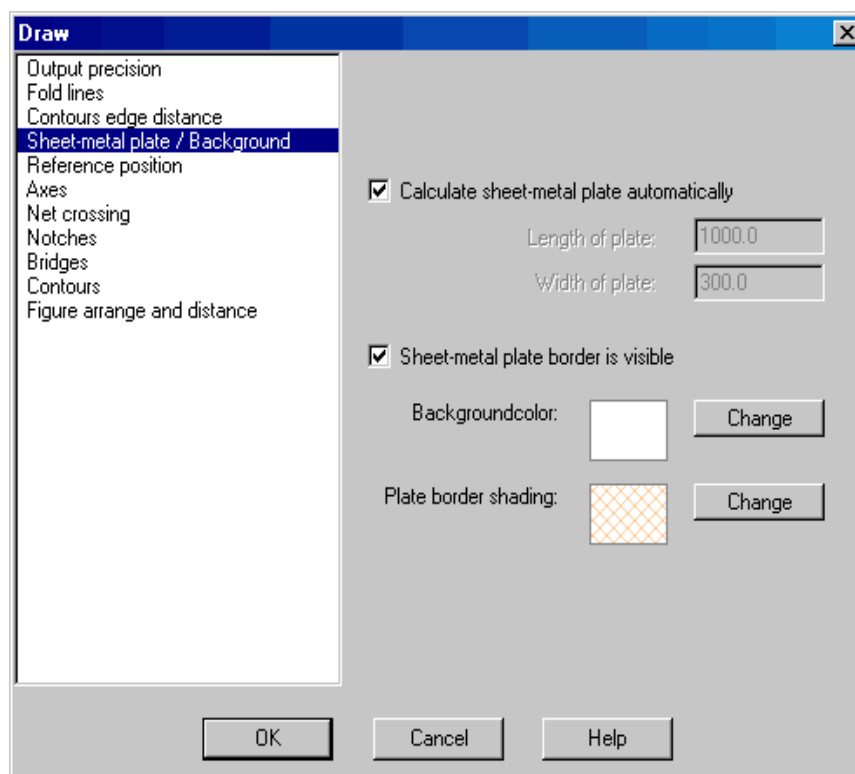 Draw
Output precision
Fold lines
Contours edge distance
Sheet-metal plate / Background
Reference position
Axes
Net crossing
Notches
Bridges
Contours
Figure arrange and distance
Calculate sheet-metal plate automatically
Length of plate: 1000.0
Width of plate: 300.0
Sheet-metal plate border is visible
Backgroundcolor: Change
Plate border shading: Change
OK Cancel Help